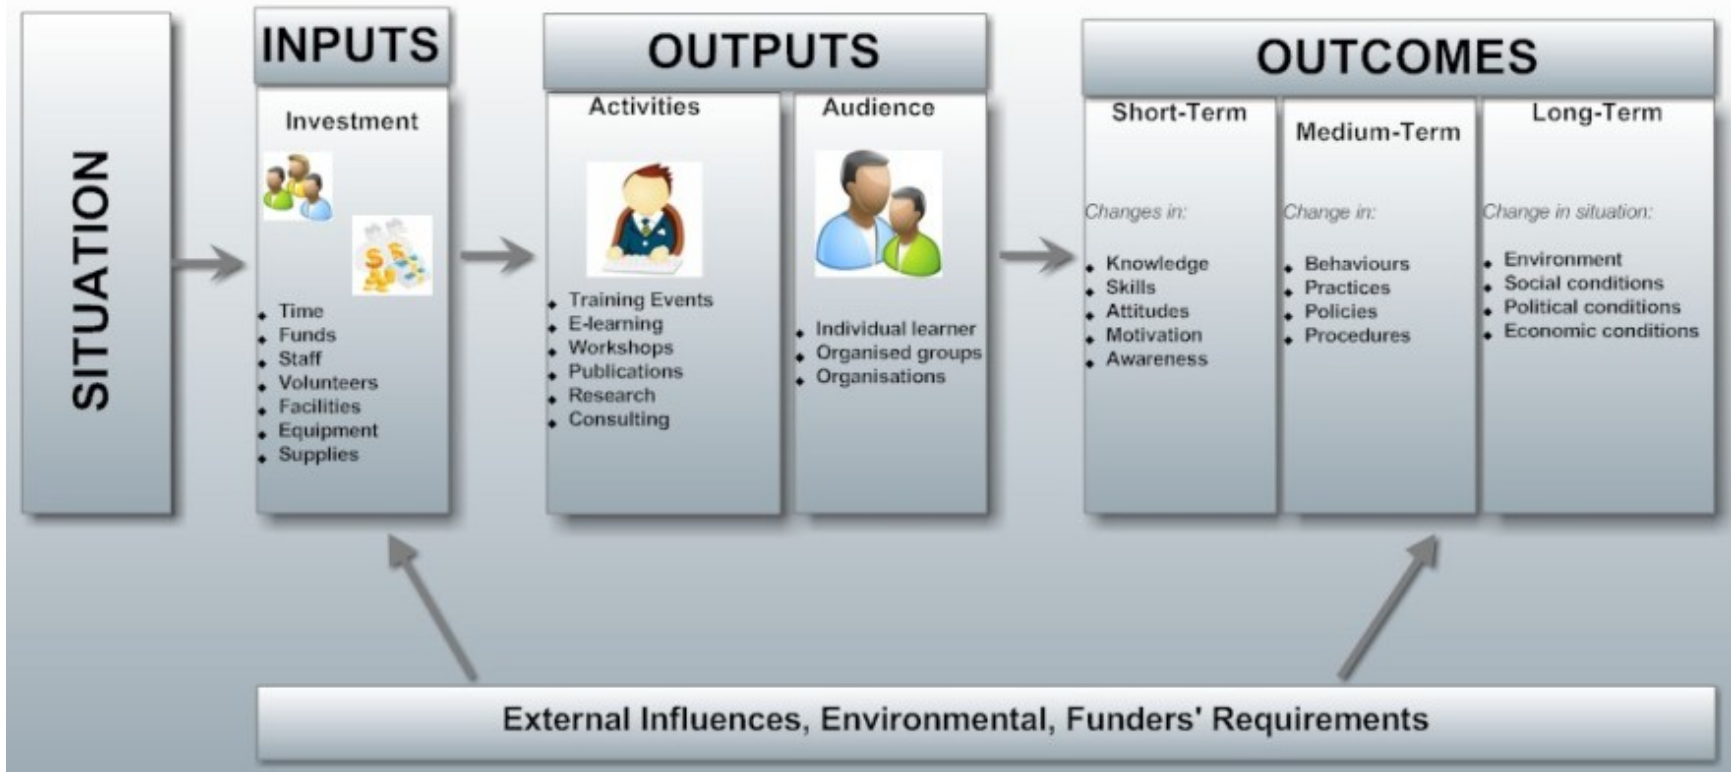 SITUATION
INPUTS
Investment
Time
Funds
Staff
Volunteers
Facilities
Equipment
Supplies
OUTPUTS
Activities
Training Events
E-learning
Workshops
Publications
Research
Consulting
Audience
Individual learner
Organised groups
Organisations
OUTCOMES
Short-Term
Changes in:
Knowledge
Skills
Attitudes
Motivation
Awareness
Medium-Term
Change in:
Behaviours
Practices
Policies
Procedures
Long-Term
Change in situation:
Environment
Social conditions
Political conditions
Economic conditions
External Influences, Environmental, Funders' Requirements